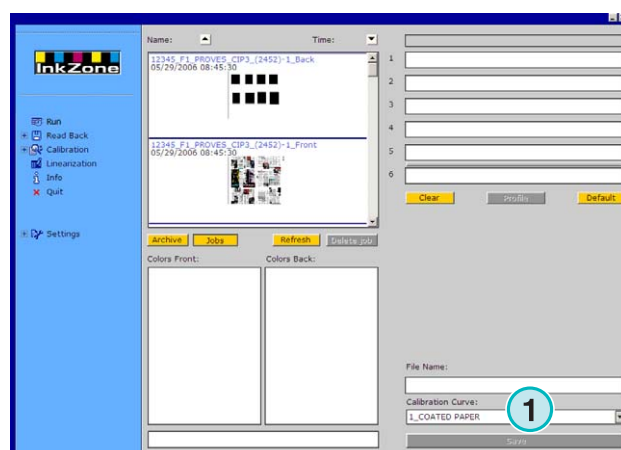 InkZone
Run
Read Back
Calibration
Linearization
Info
Quit
Settings
Name: Time:
12345_F1_PROVES_CIP3_(2452)-1_Back
05/29/2006 08:45:30
12345_F1_PROVES_CIP3_(2452)-1_Front
05/29/2006 08:45:30
Archive Jobs Refresh Delete job
Colors Front: Colors Back:
1
2
3
4
5
6
Clear Profile Default
File Name:
Calibration Curve:
1_COATED PAPER
1
Save